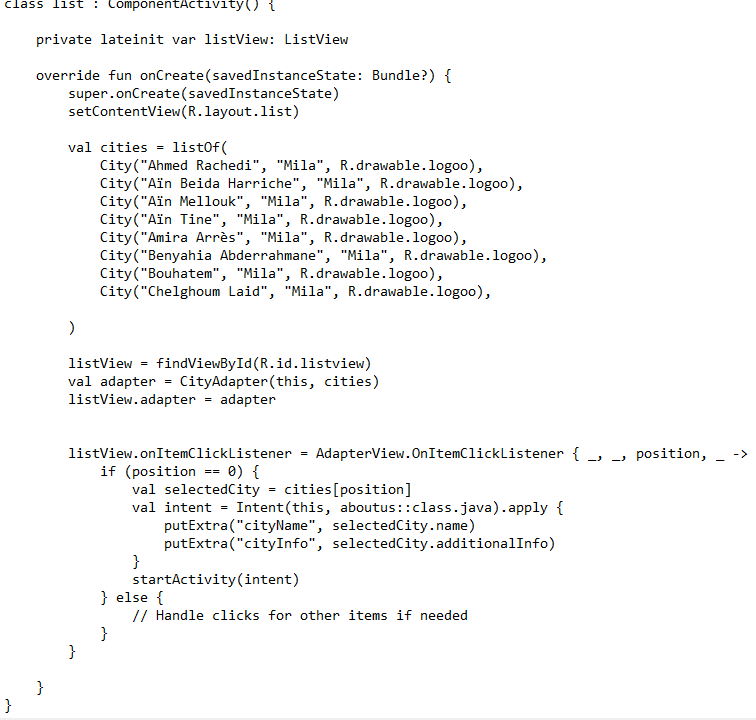 class list : ComponentActivity() {
private lateinit var listView: ListView
override fun onCreate(savedInstanceState: Bundle?) {
super.onCreate(savedInstanceState)
setContentView(R.layout.list)
val cities = listOf(
City("Ahmed Rachedi", "Mila", R.drawable.logoo),
City("Aïn Beida Harriche", "Mila", R.drawable.logoo),
City("Aïn Mellouk", "Mila", R.drawable.logoo),
City("Aïn Tine", "Mila", R.drawable.logoo),
City("Amira Arrès", "Mila", R.drawable.logoo),
City("Benyahia Abderrahmane", "Mila", R.drawable.logoo),
City("Bouhatem", "Mila", R.drawable.logoo),
City("Chelghoum Laid", "Mila", R.drawable.logoo),
)
listView = findViewById(R.id.listview)
val adapter = CityAdapter(this, cities)
listView.adapter = adapter
listView.onItemClickListener = AdapterView.OnItemClickListener { _, _, position, _ ->
if (position == 0) {
val selectedCity = cities[position]
val intent = Intent(this, aboutus::class.java).apply {
putExtra("cityName", selectedCity.name)
putExtra("cityInfo", selectedCity.additionalInfo)
}
startActivity(intent)
} else {
// Handle clicks for other items if needed
}
}
}
}